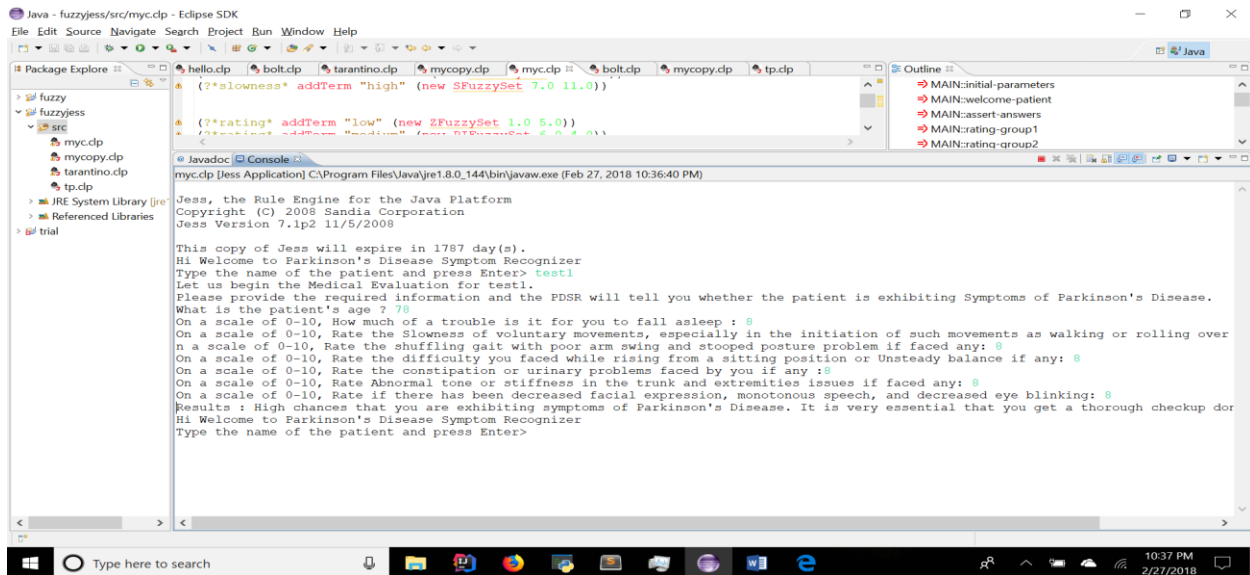 Java - fuzzyjess/src/myc.clp - Eclipse SDK
File Edit Source Navigate Search Project Run Window Help
Java
Package Explore
hello.clp bolt.clp tarantino.clp mycopy.clp myc.clp bolt.clp mycopy.clp tp.clp
Outline
fuzzy
fuzzyjess
src
myc.clp
mycopy.clp
tarantino.clp
tp.clp
JRE System Library [jre
Referenced Libraries
trial
(?*slowness* addTerm "high" (new SFuzzySet 7.0 11.0))
(?*rating* addTerm "low" (new ZFuzzySet 1.0 5.0))
(?*rating* addTerm "medium" (new PIFuzzySet 6.0 4.0))
MAIN::initial-parameters
MAIN::welcome-patient
MAIN::assert-answers
MAIN::rating-group1
MAIN::rating-group2
Javadoc Console
myc.clp [Jess Application] C:\Program Files\Java\jre1.8.0_144\bin\javaw.exe (Feb 27, 2018 10:36:40 PM)
Jess, the Rule Engine for the Java Platform
Copyright (C) 2008 Sandia Corporation
Jess Version 7.1p2 11/5/2008
This copy of Jess will expire in 1787 day(s).
Hi Welcome to Parkinson's Disease Symptom Recognizer
Type the name of the patient and press Enter> test1
Let us begin the Medical Evaluation for test1.
Please provide the required information and the PDSR will tell you whether the patient is exhibiting Symptoms of Parkinson's Disease.
What is the patient's age ? 78
On a scale of 0-10, How much of a trouble is it for you to fall asleep : 8
On a scale of 0-10, Rate the Slowness of voluntary movements, especially in the initiation of such movements as walking or rolling over
n a scale of 0-10, Rate the shuffling gait with poor arm swing and stooped posture problem if faced any: 8
On a scale of 0-10, Rate the difficulty you faced while rising from a sitting position or Unsteady balance if any: 8
On a scale of 0-10, Rate the constipation or urinary problems faced by you if any :8
On a scale of 0-10, Rate Abnormal tone or stiffness in the trunk and extremities issues if faced any: 8
On a scale of 0-10, Rate if there has been decreased facial expression, monotonous speech, and decreased eye blinking: 8
Results : High chances that you are exhibiting symptoms of Parkinson's Disease. It is very essential that you get a thorough checkup don
Hi Welcome to Parkinson's Disease Symptom Recognizer
Type the name of the patient and press Enter>
Type here to search
10:37 PM
2/27/2018